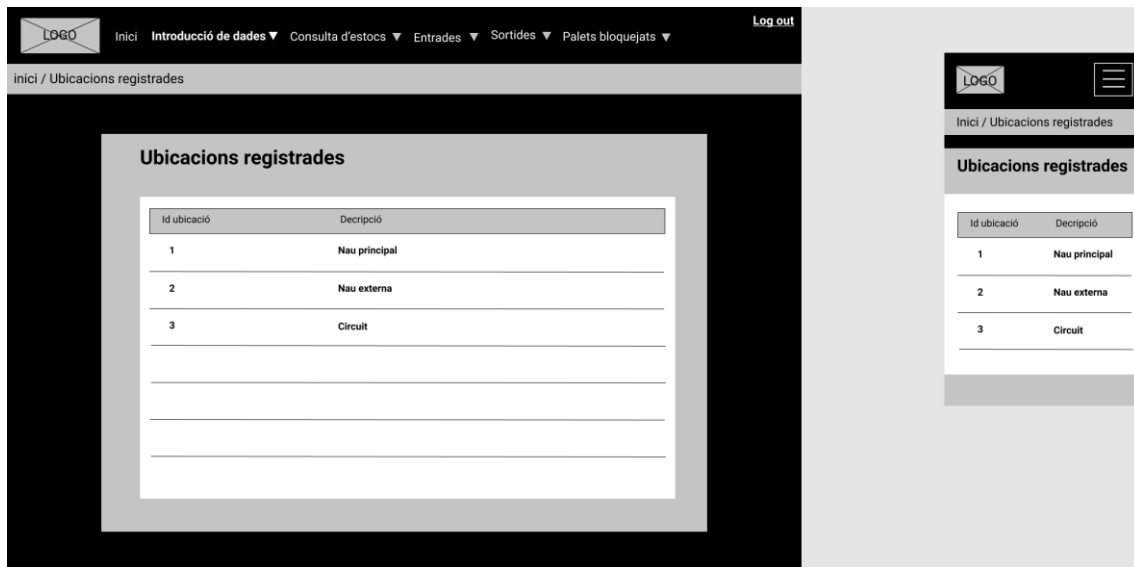 Log out
LOGO Inici Introducció de dades ▼ Consulta d'estocs ▼ Entrades ▼ Sortides ▼ Palets bloquejats ▼
inici / Ubicacions registrades
Ubicacions registrades
Id ubicació Decripció
1 Nau principal
2 Nau externa
3 Circuit
LOGO
Inici / Ubicacions registrades
Ubicacions registrades
Id ubicació Decripció
1 Nau principal
2 Nau externa
3 Circuit